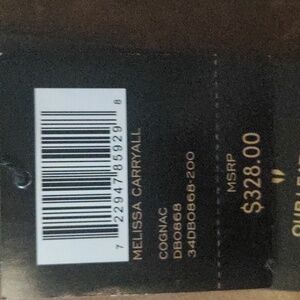 7 22947 85929 8
MELISSA CARRYALL
COGNAC
DB0868
34DB0868-200
MSRP
$328.00